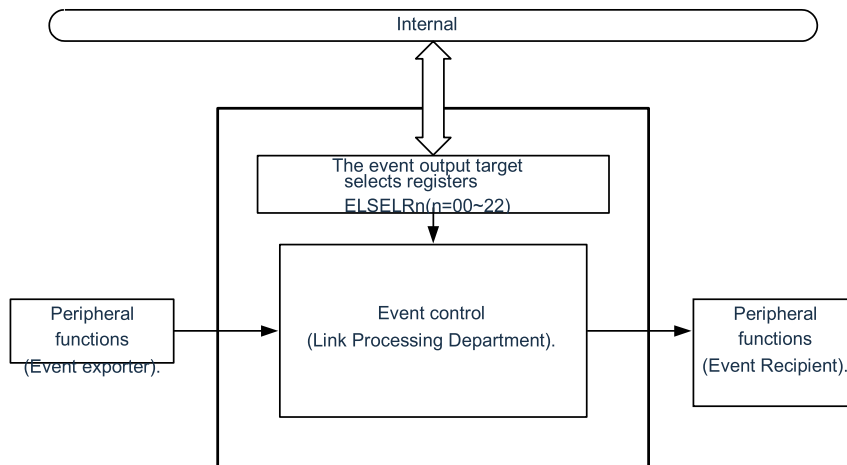 Internal
The event output target
selects registers
ELSELRn(n=00~22)
Peripheral
functions
(Event exporter).
Event control
(Link Processing Department).
Peripheral
functions
(Event Recipient).